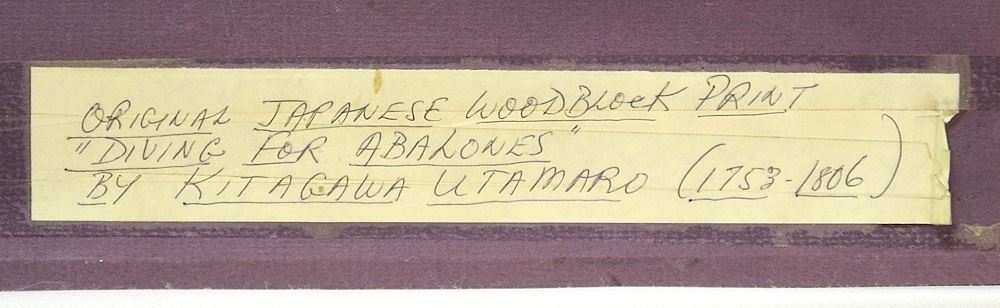 ORIGINAL JAPANESE WOODBLOCK PRINT
"DIVING FOR ABALONES"
BY KITAGAWA UTAMARO (1753-1806)